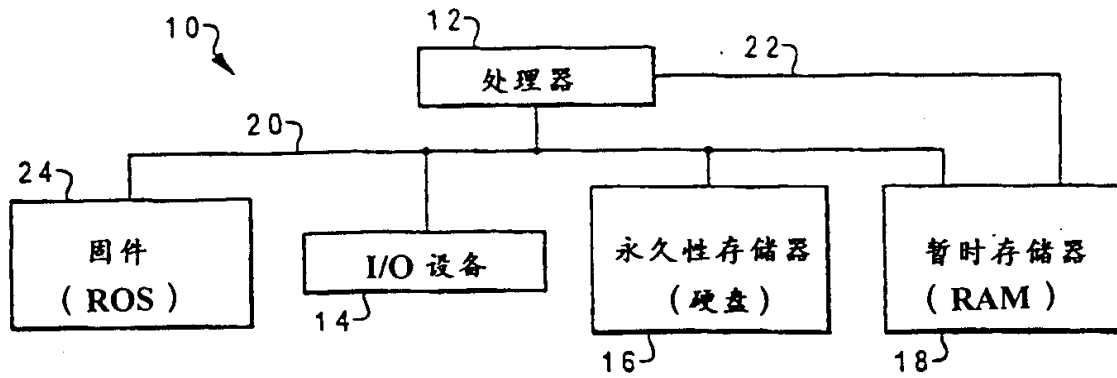 10
12
处理器
22
20
24
固件
(ROS)
I/O 设备
14
永久性存储器
(硬盘)
16
暂时存储器
(RAM)
18